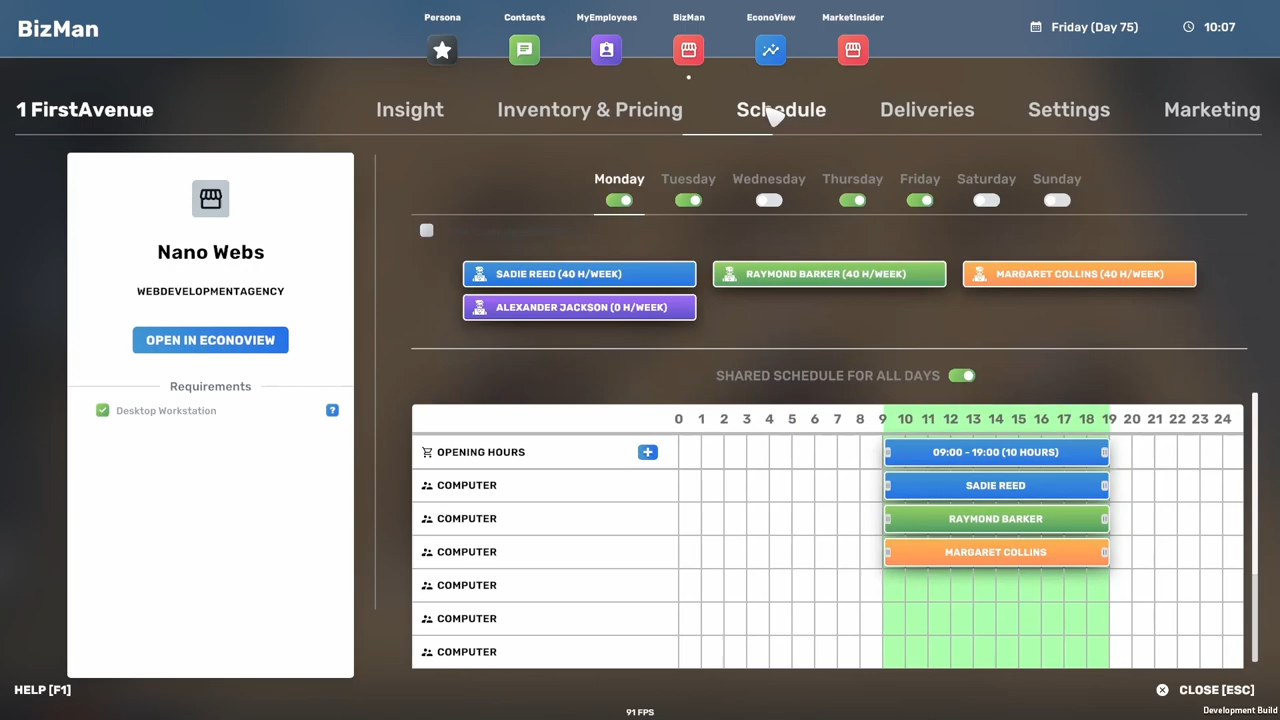 BizMan
Persona
Contacts
MyEmployees
BizMan
EconoView
MarketInsider
Friday (Day 75)
10:07
1 FirstAvenue
Insight
Inventory & Pricing
Schedule
Deliveries
Settings
Marketing
Nano Webs
WEBDEVELOPMENTAGENCY
OPEN IN ECONOVIEW
Requirements
Desktop Workstation
?
Monday
Tuesday
Wednesday
Thursday
Friday
Saturday
Sunday
SADIE REED (40 H/WEEK)
RAYMOND BARKER (40 H/WEEK)
MARGARET COLLINS (40 H/WEEK)
ALEXANDER JACKSON (0 H/WEEK)
SHARED SCHEDULE FOR ALL DAYS
0 1 2 3 4 5 6 7 8 9 10 11 12 13 14 15 16 17 18 19 20 21 22 23 24
OPENING HOURS
09:00 - 19:00 (10 HOURS)
COMPUTER
SADIE REED
COMPUTER
RAYMOND BARKER
COMPUTER
MARGARET COLLINS
COMPUTER
COMPUTER
COMPUTER
HELP [F1]
CLOSE [ESC]
91 FPS
Development Build